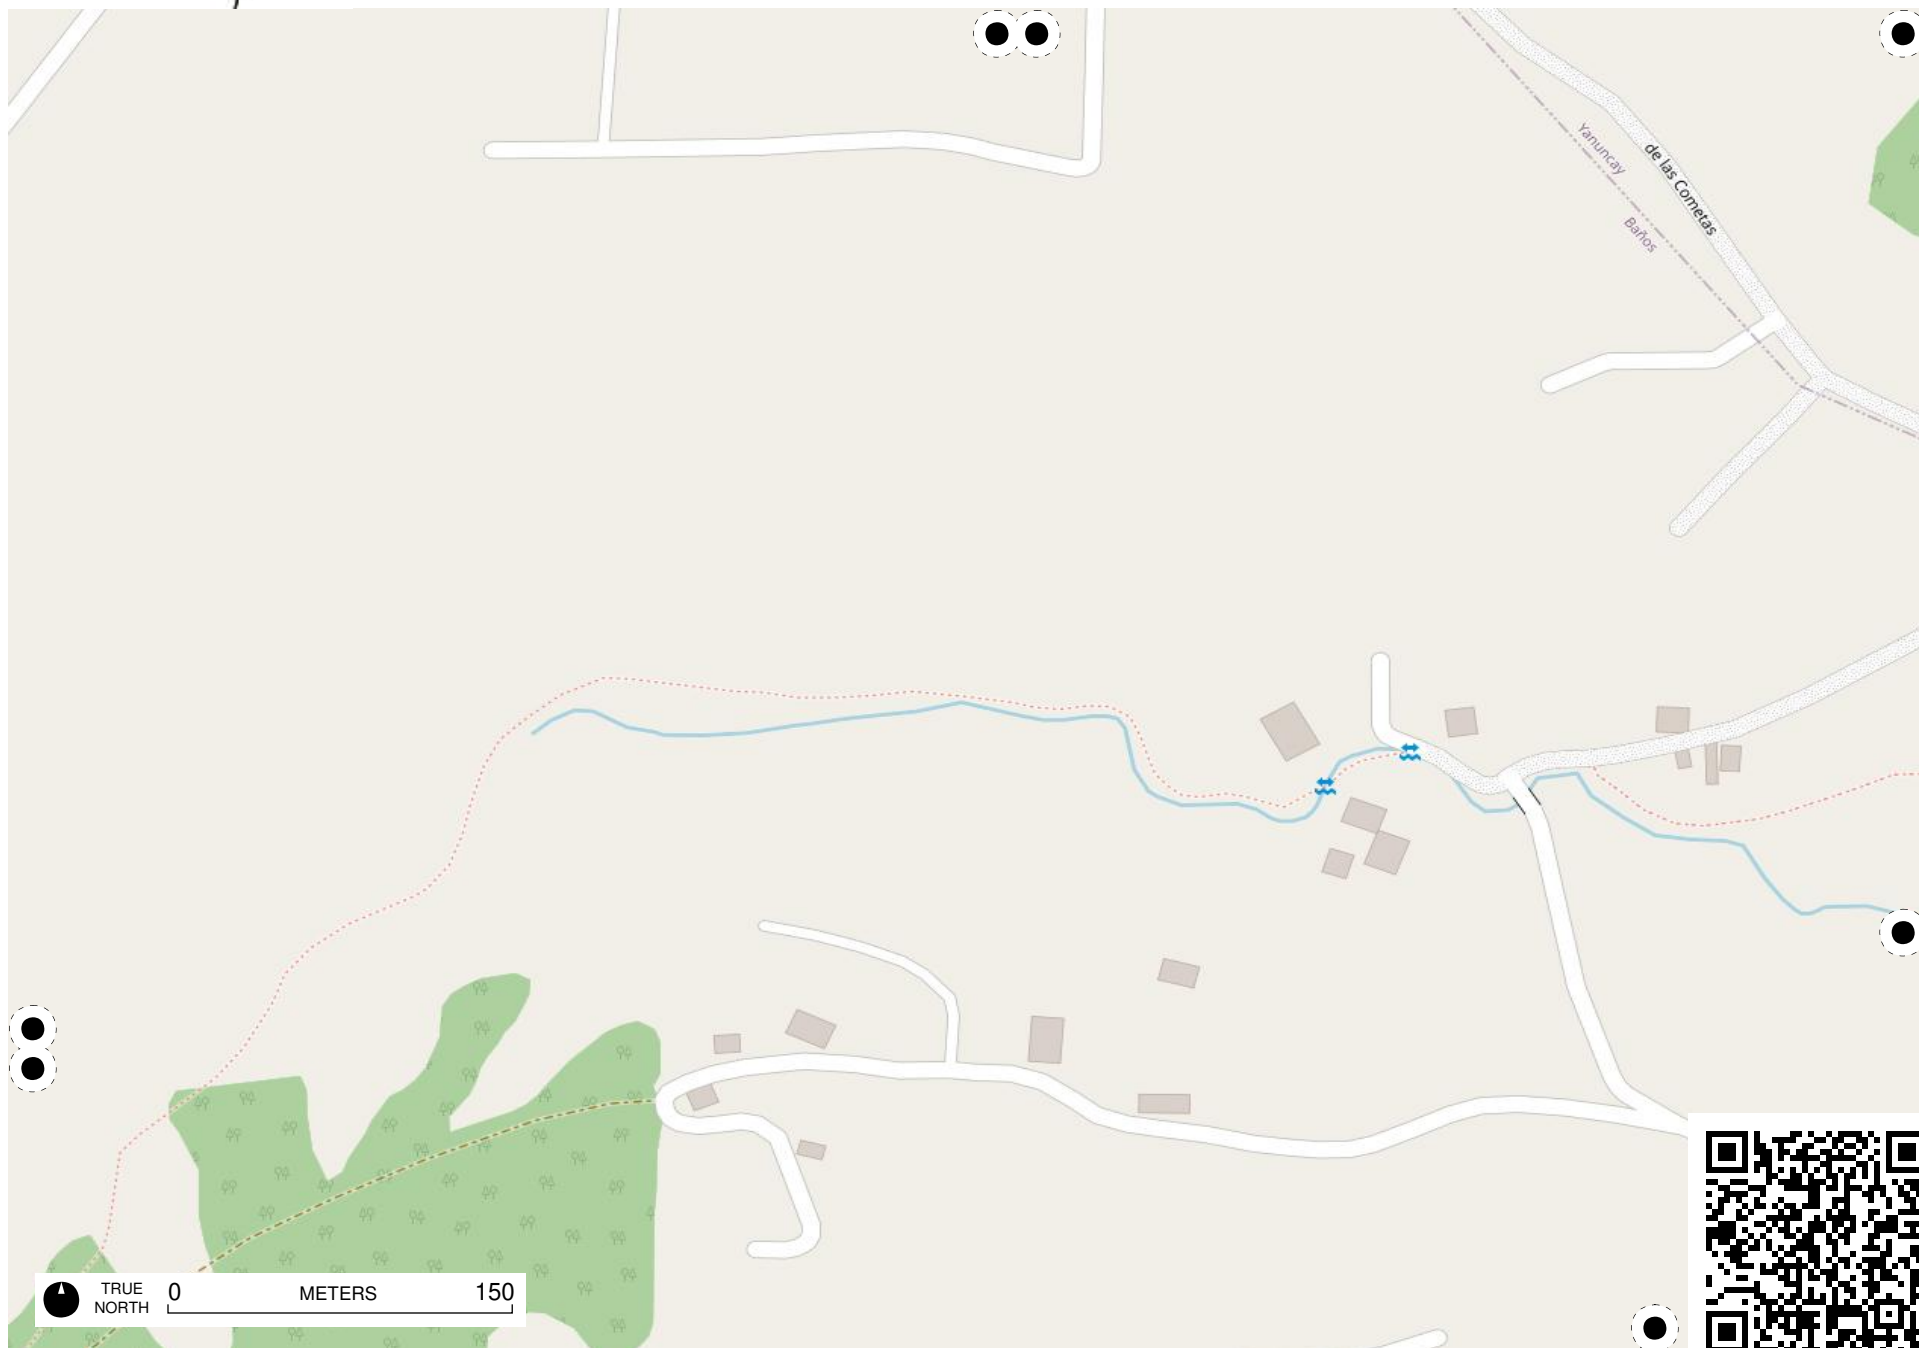 Yanuncay
de las Cometas
Baños
TRUE
NORTH
0 METERS 150